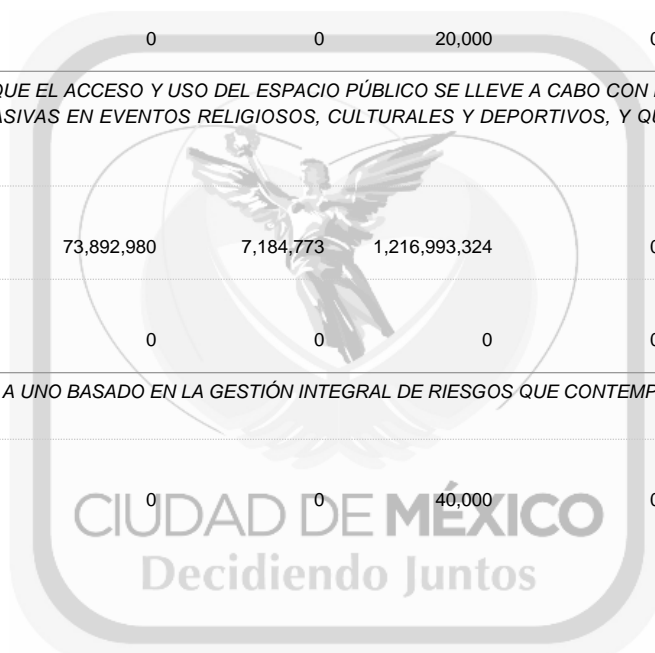 0 0 20,000 0
QUE EL ACCESO Y USO DEL ESPACIO PÚBLICO SE LLEVE A CABO CON
ASIVAS EN EVENTOS RELIGIOSOS, CULTURALES Y DEPORTIVOS, Y
73,892,980 7,184,773 1,216,993,324 0
0 0 0 0
A UNO BASADO EN LA GESTIÓN INTEGRAL DE RIESGOS QUE CONTEMP
0 0 40,000 0
CIUDAD DE MÉXICO
Decidiendo Juntos